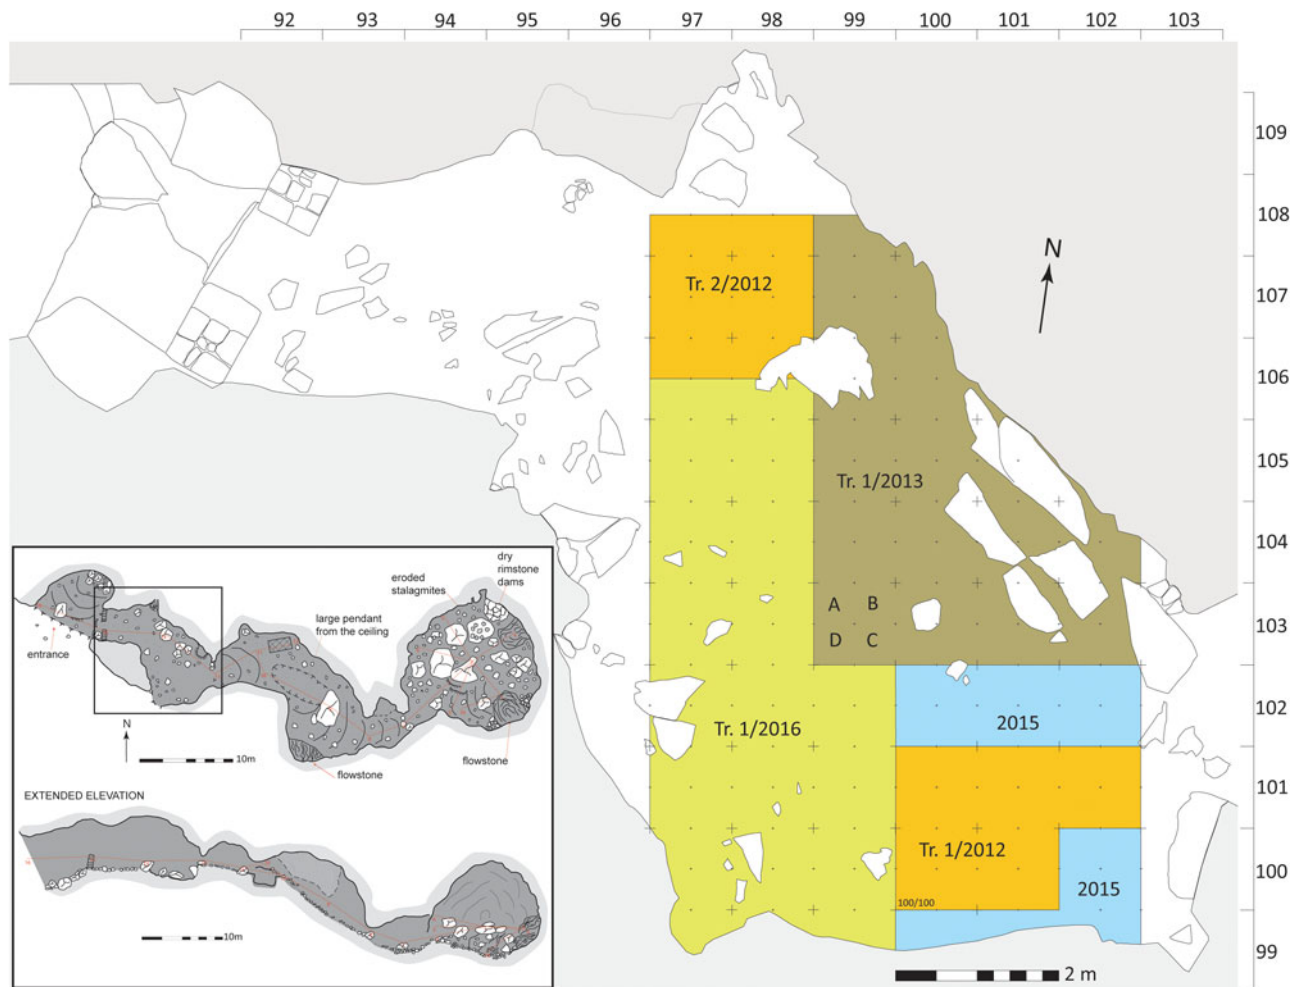 92 93 94 95 96 97 98 99 100 101 102 103
109
108
N
Tr. 2/2012
107
106
Tr. 1/2013
105
104
A B
D C
103
102
2015
Tr. 1/2016
101
Tr. 1/2012
100
2015
100/100
99
2 m
dry
rimstone
dams
eroded
stalagmites
large pendant
from the ceiling
entrance
N
10m
flowstone
flowstone
EXTENDED ELEVATION
10m